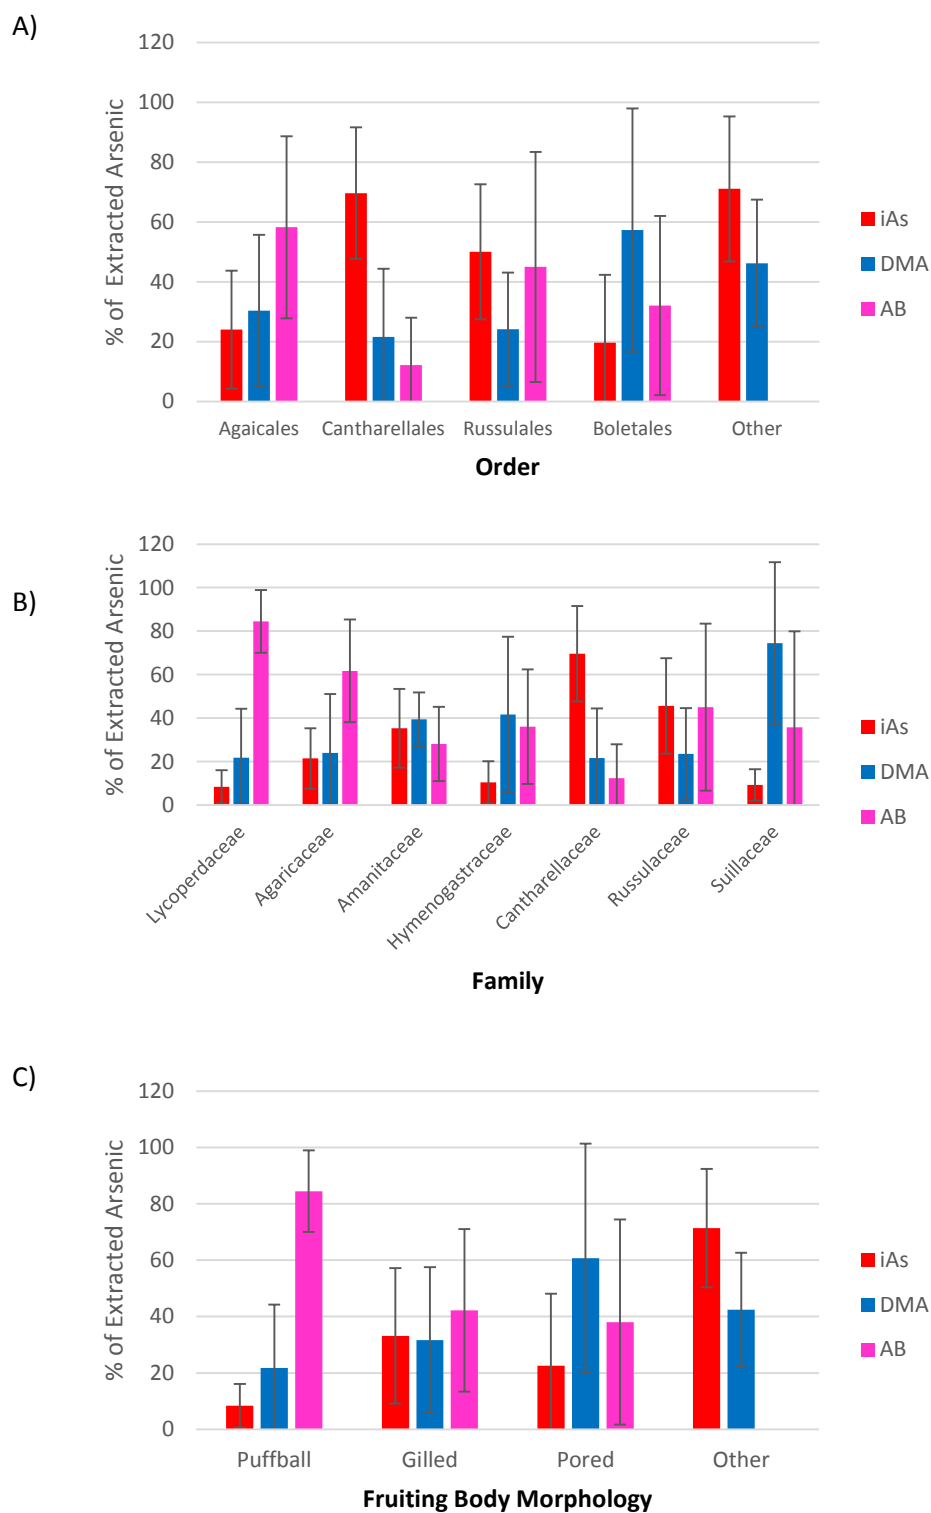 A)
120
100
80
60
40
20
0
% of Extracted Arsenic
Agaicales Cantharellales Russulales Boletales Other
Order
iAs
DMA
AB
B)
120
100
80
60
40
20
0
% of Extracted Arsenic
Lycoperdaceae Agaricaceae Amanitaceae Hymenogastraceae Cantharellaceae Russulaceae Suillaceae
Family
iAs
DMA
AB
C)
120
100
80
60
40
20
0
% of Extracted Arsenic
Puffball Gilled Pored Other
Fruiting Body Morphology
iAs
DMA
AB